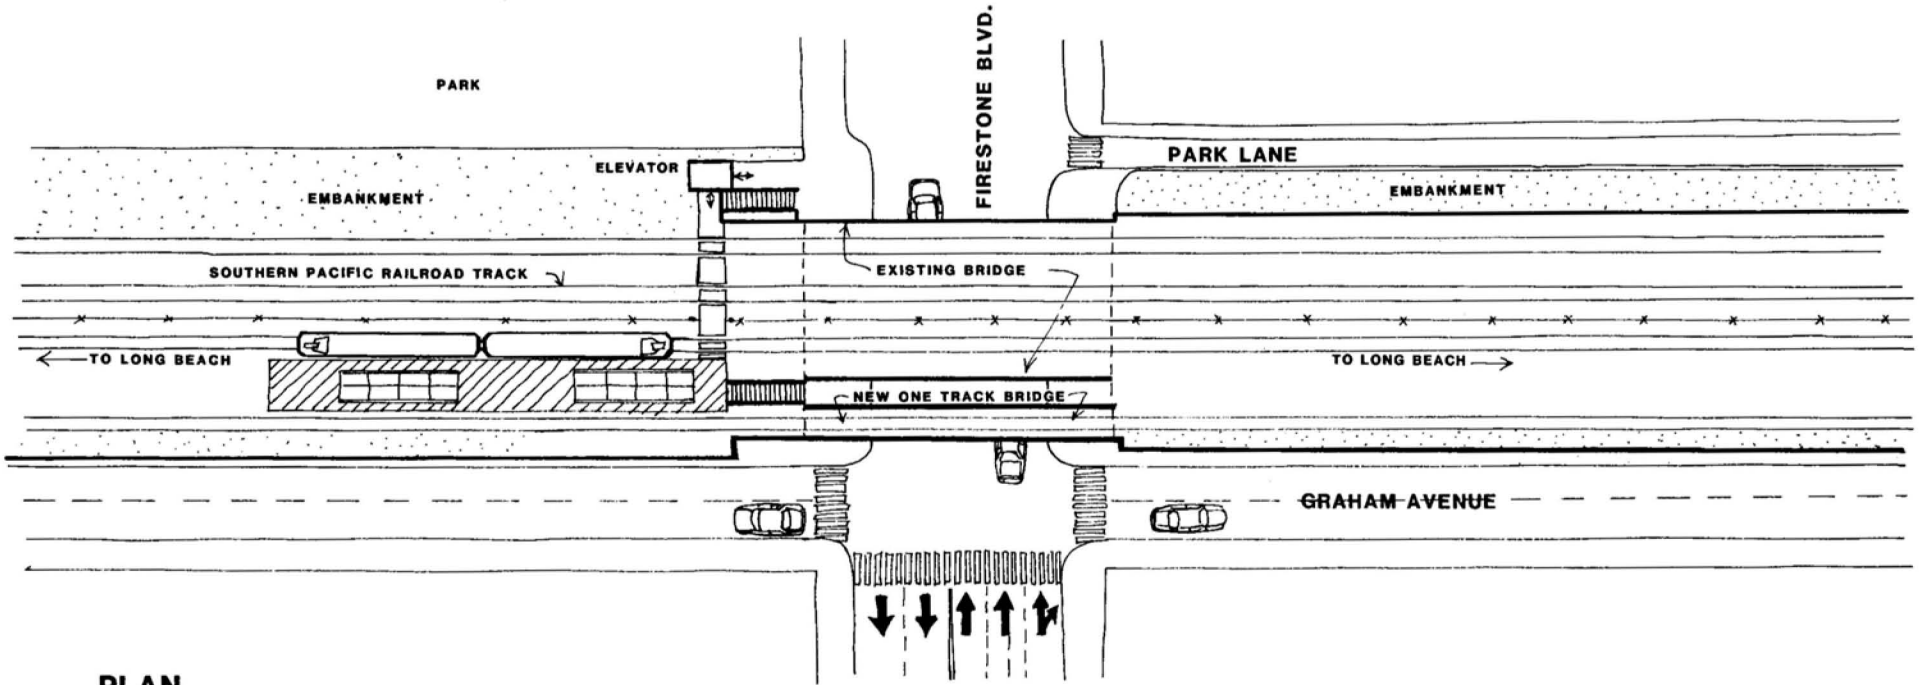 PARK
FIRESTONE BLVD.
ELEVATOR
PARK LANE
EMBANKMENT
EMBANKMENT
SOUTHERN PACIFIC RAILROAD TRACK
EXISTING BRIDGE
TO LONG BEACH
TO LONG BEACH
NEW ONE TRACK BRIDGE
GRAHAM AVENUE
PLAN